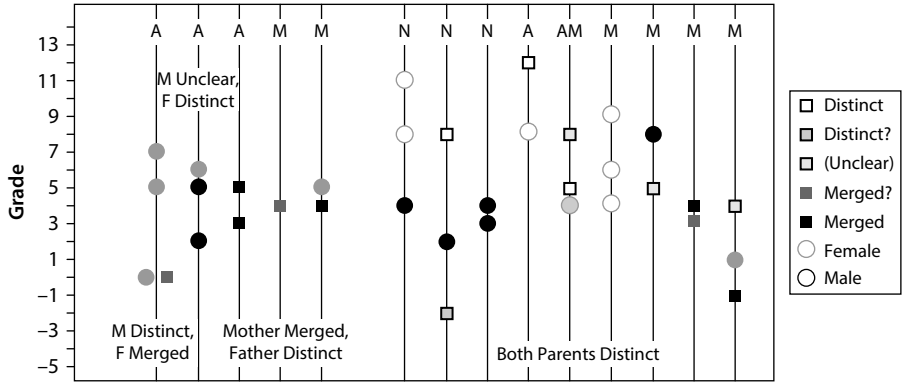 A A A M M N N N A AM M M M M
M Unclear,
F Distinct
Grade
13
11
9
7
5
3
1
−1
−3
−5
M Distinct,
F Merged
Mother Merged,
Father Distinct
Both Parents Distinct
Distinct
Distinct?
(Unclear)
Merged?
Merged
Female
Male